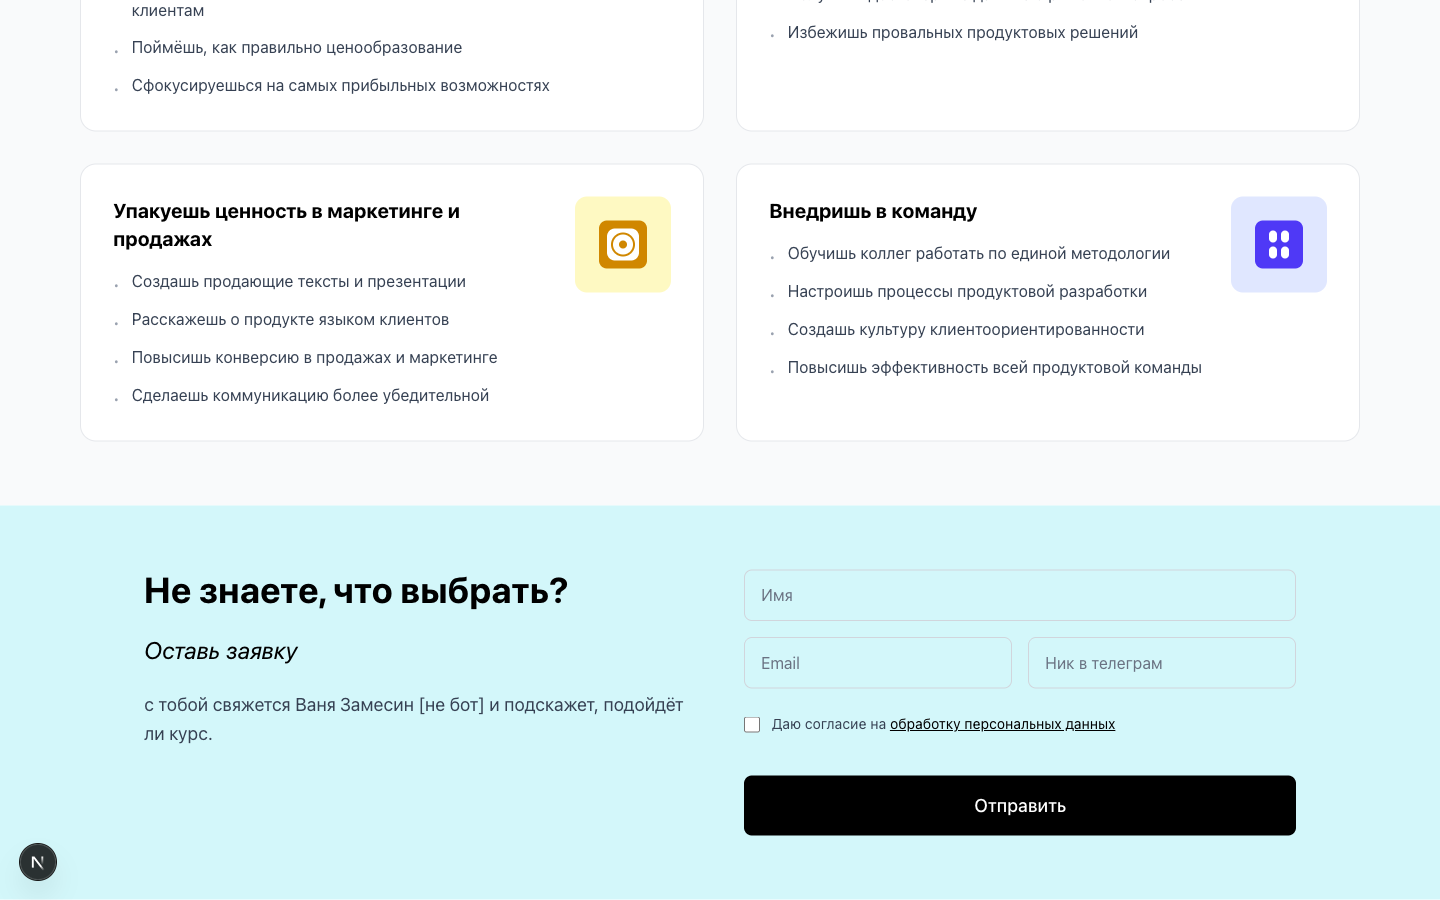 клиентам
Поймёшь, как правильно ценообразование
Сфокусируешься на самых прибыльных возможностях
Избежишь провальных продуктовых решений
Упакуешь ценность в маркетинге и
продажах
Создашь продающие тексты и презентации
Расскажешь о продукте языком клиентов
Повысишь конверсию в продажах и маркетинге
Сделаешь коммуникацию более убедительной
Внедришь в команду
Обучишь коллег работать по единой методологии
Настроишь процессы продуктовой разработки
Создашь культуру клиентоориентированности
Повысишь эффективность всей продуктовой команды
Не знаете, что выбрать?
Оставь заявку
с тобой свяжется Ваня Замесин [не бот] и подскажет, подойдёт
ли курс.
Имя
Email
Ник в телеграм
Даю согласие на обработку персональных данных
Отправить
N